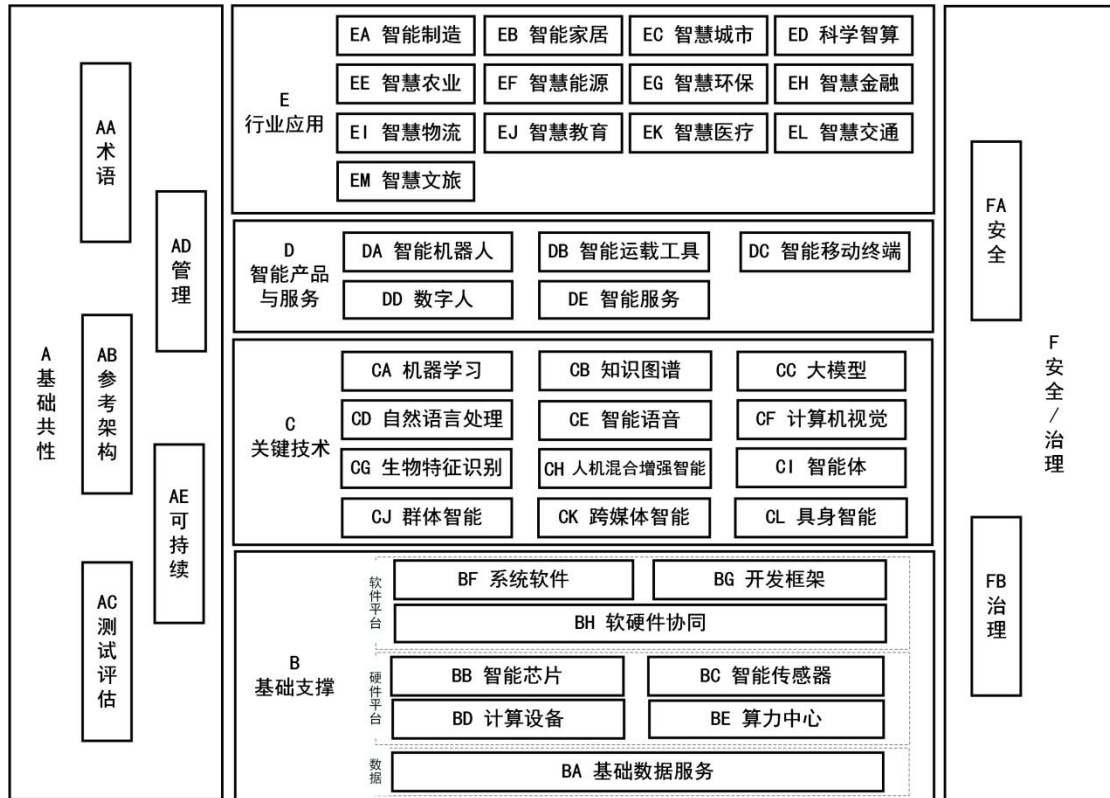 A 基础共性
AA 术语
AB 参考架构
AC 测试评估
AD 管理
AE 可持续
E
行业应用
EA 智能制造
EB 智能家居
EC 智慧城市
ED 科学智算
EE 智慧农业
EF 智慧能源
EG 智慧环保
EH 智慧金融
EI 智慧物流
EJ 智慧教育
EK 智慧医疗
EL 智慧交通
EM 智慧文旅
D
智能产品
与服务
DA 智能机器人
DB 智能运载工具
DC 智能移动终端
DD 数字人
DE 智能服务
C
关键技术
CA 机器学习
CB 知识图谱
CC 大模型
CD 自然语言处理
CE 智能语音
CF 计算机视觉
CG 生物特征识别
CH 人机混合增强智能
CI 智能体
CJ 群体智能
CK 跨媒体智能
CL 具身智能
B
基础支撑
软件平台
BF 系统软件
BG 开发框架
BH 软硬件协同
硬件平台
BB 智能芯片
BC 智能传感器
BD 计算设备
BE 算力中心
数据
BA 基础数据服务
FA 安全
FB 治理
F 安全/治理